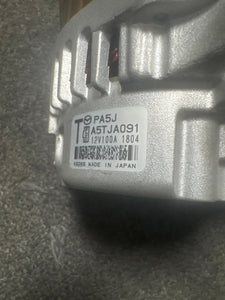 T PA5J
A5TJA091
12V100A 1804
MADE IN JAPAN